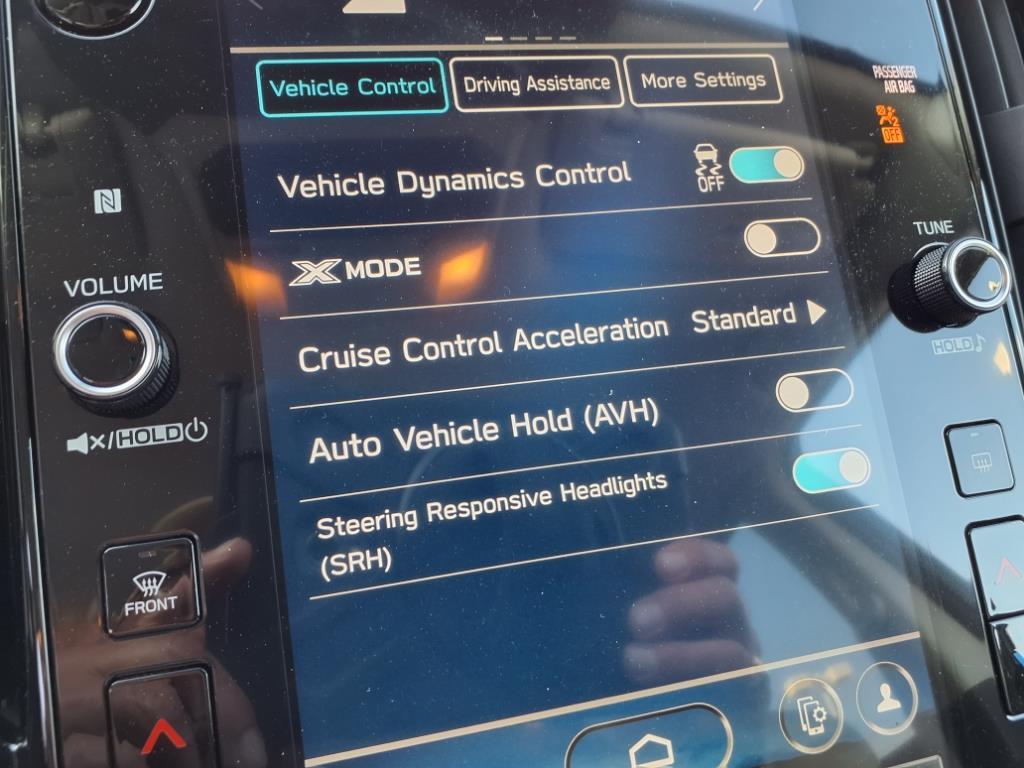 Vehicle Control
Driving Assistance
More Settings
PASSENGER
AIR BAG
2
OFF
Vehicle Dynamics Control
OFF
X MODE
VOLUME
TUNE
Cruise Control Acceleration
Standard
HOLD
Auto Vehicle Hold (AVH)
/HOLD
Steering Responsive Headlights
(SRH)
FRONT